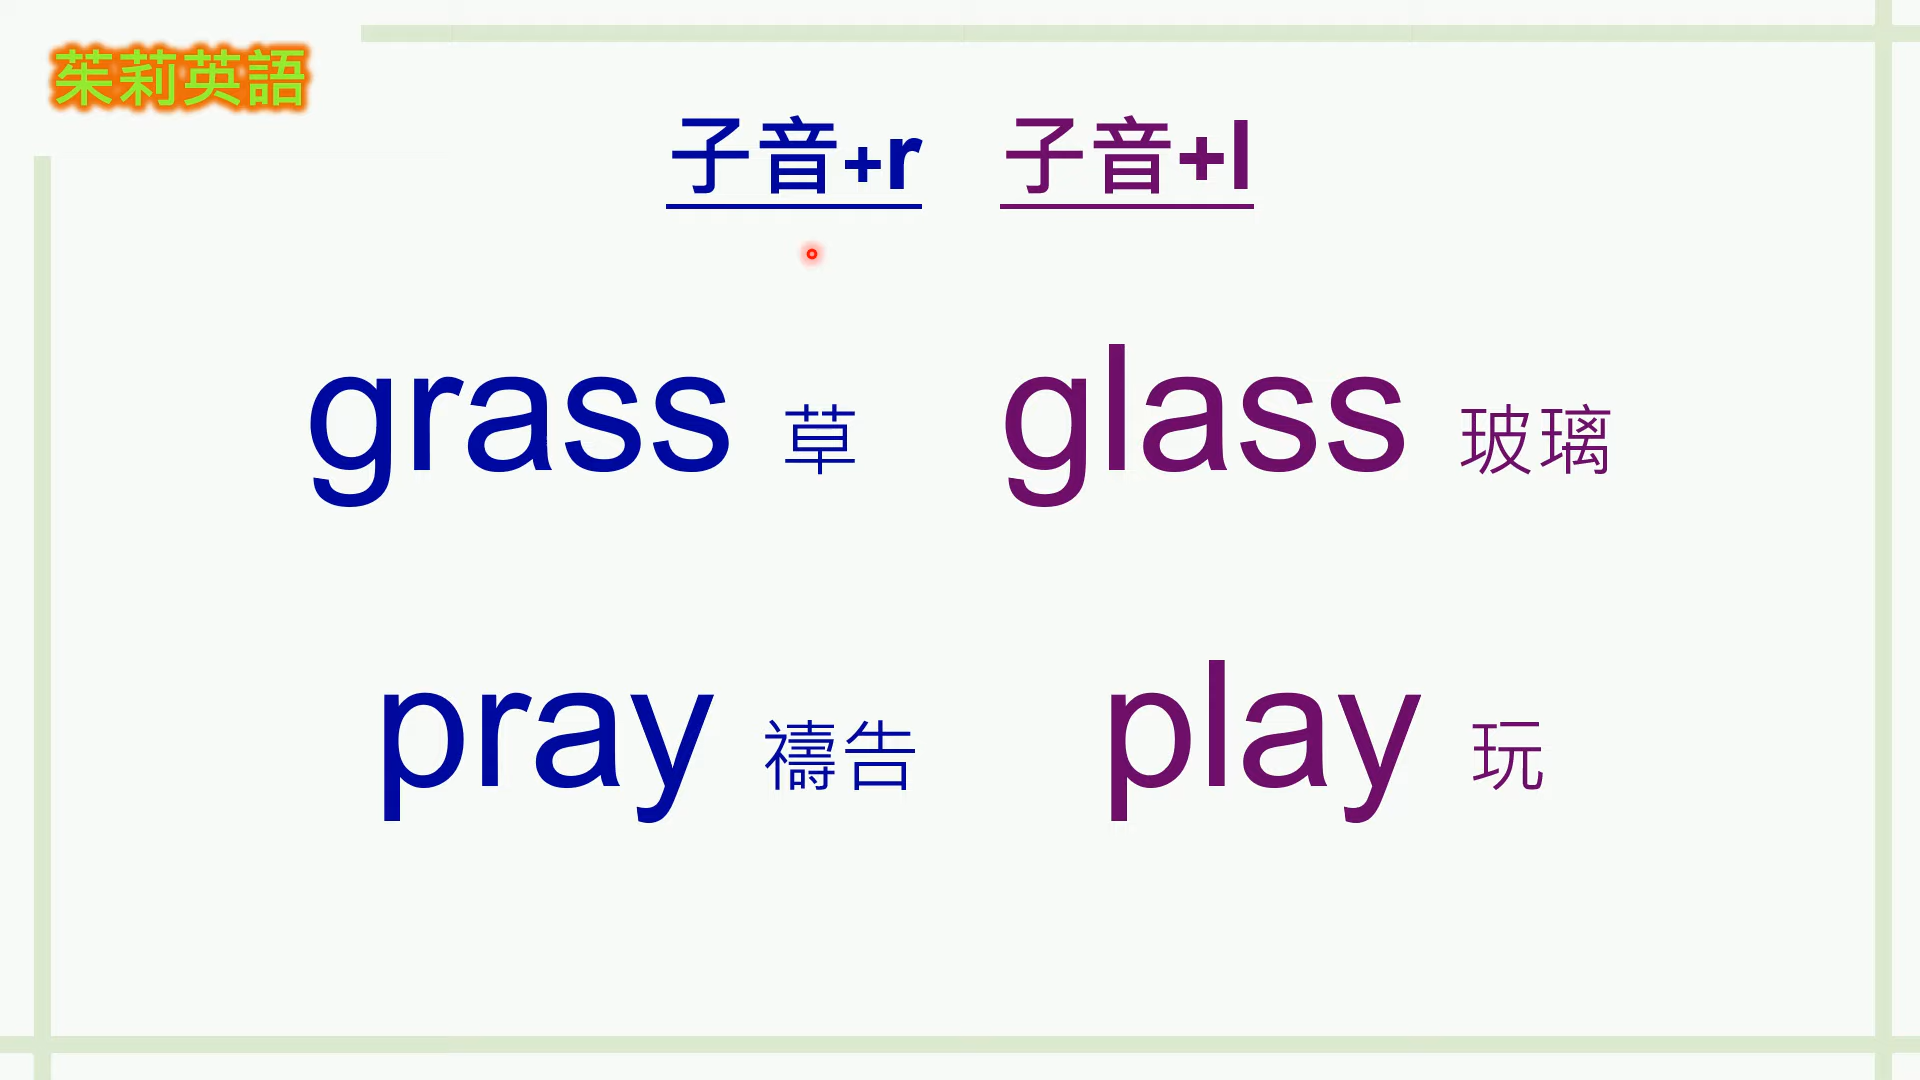 茱莉英語
子音+r 子音+l
grass 草 glass 玻璃
pray 禱告 play 玩